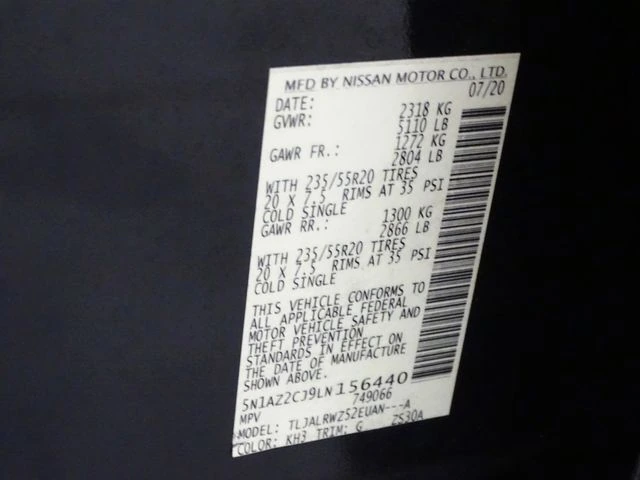 MFD BY NISSAN MOTOR CO., LTD.
DATE: 07/20
GVWR: 2318 KG
5110 LB
GAWR FR.: 1272 KG
2804 LB
WITH 235/55R20 TIRES
20 X 7.5 RIMS AT 35 PSI
COLD SINGLE
GAWR RR.: 1300 KG
2866 LB
WITH 235/55R20 TIRES
20 X 7.5 RIMS AT 35 PSI
COLD SINGLE
THIS VEHICLE CONFORMS TO
ALL APPLICABLE FEDERAL
MOTOR VEHICLE SAFETY AND
THEFT PREVENTION
STANDARDS IN EFFECT ON
THE DATE OF MANUFACTURE
SHOWN ABOVE.
5N1AZ2CJ9LN156440
MPV 749066
MODEL: TLJALRWZ52EUAN---A
COLOR: KH3 TRIM: G ZS30A